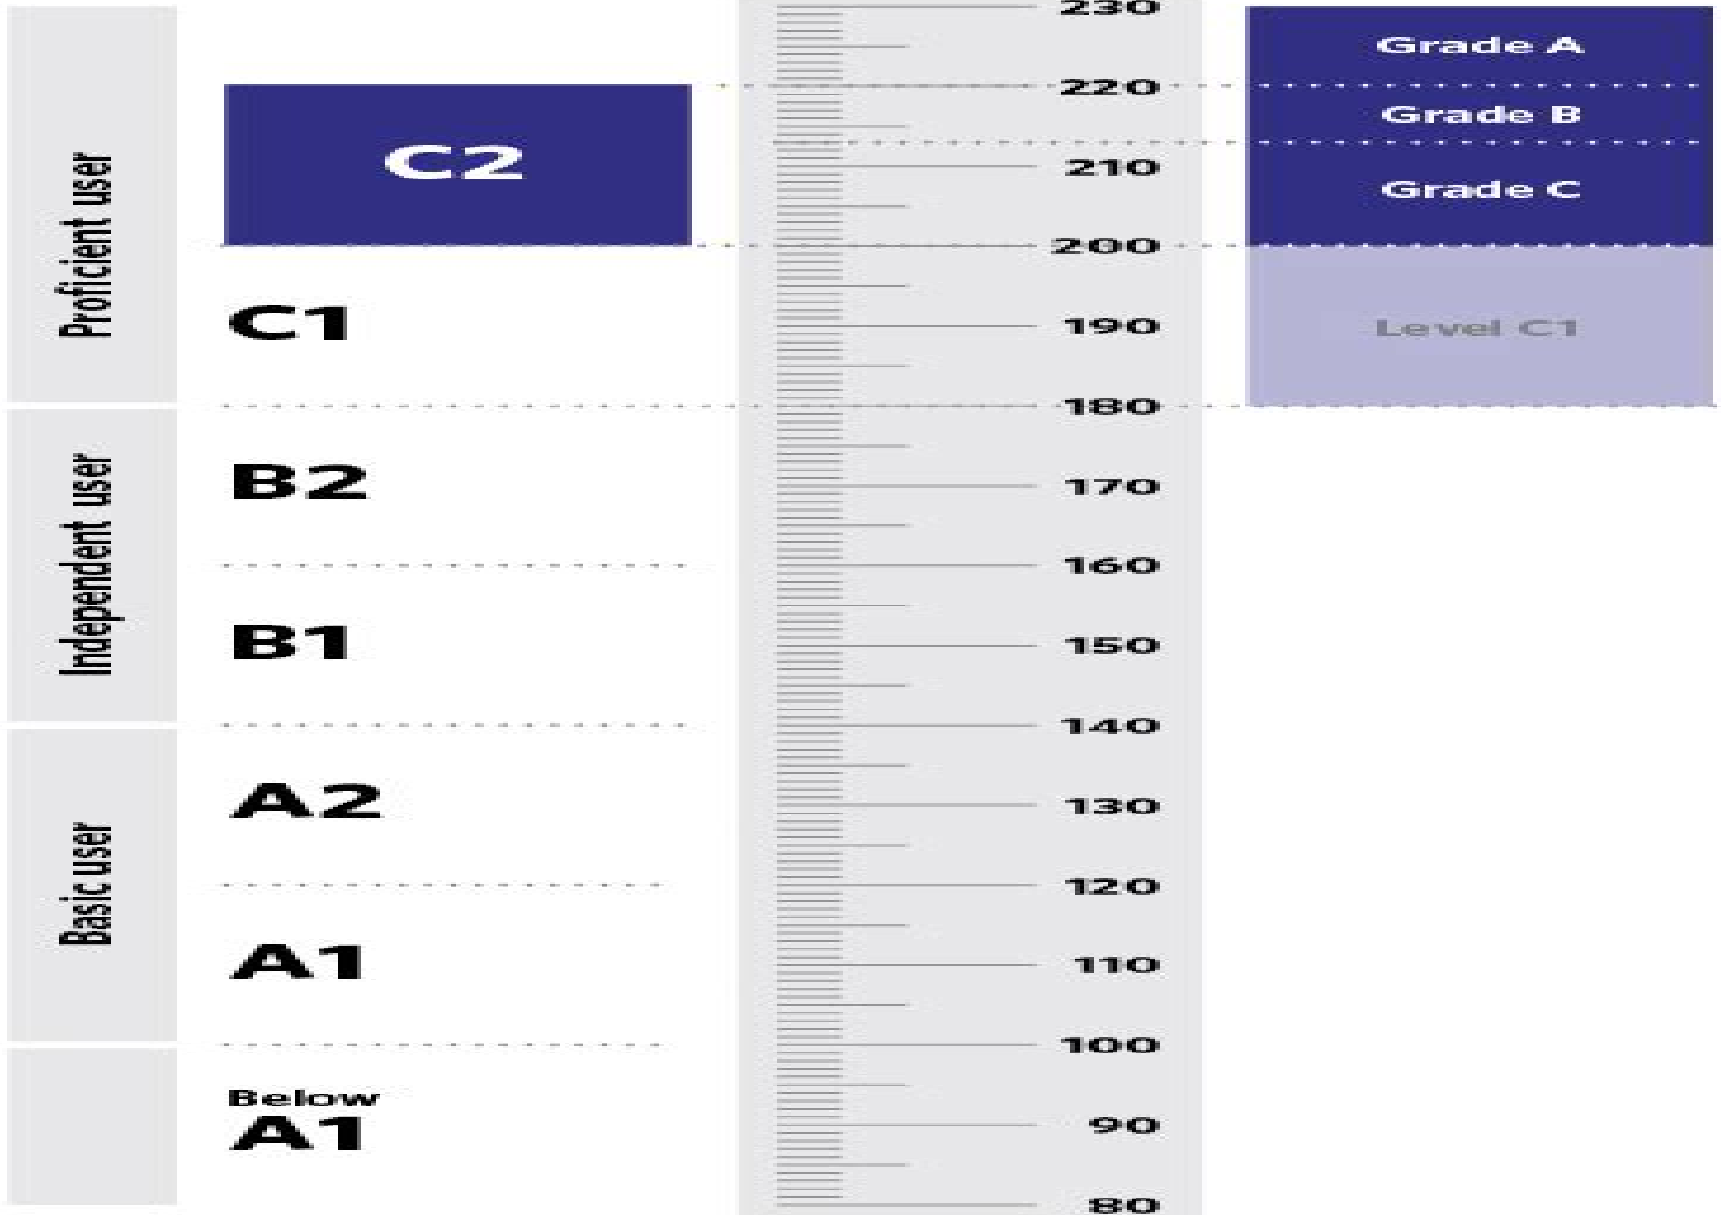 230
Grade A
220
Grade B
C2
210
Grade C
Proficient user
200
C1
190
Level C1
180
B2
170
Independent user
160
B1
150
140
A2
130
Basic user
120
A1
110
100
Below
A1
90
80